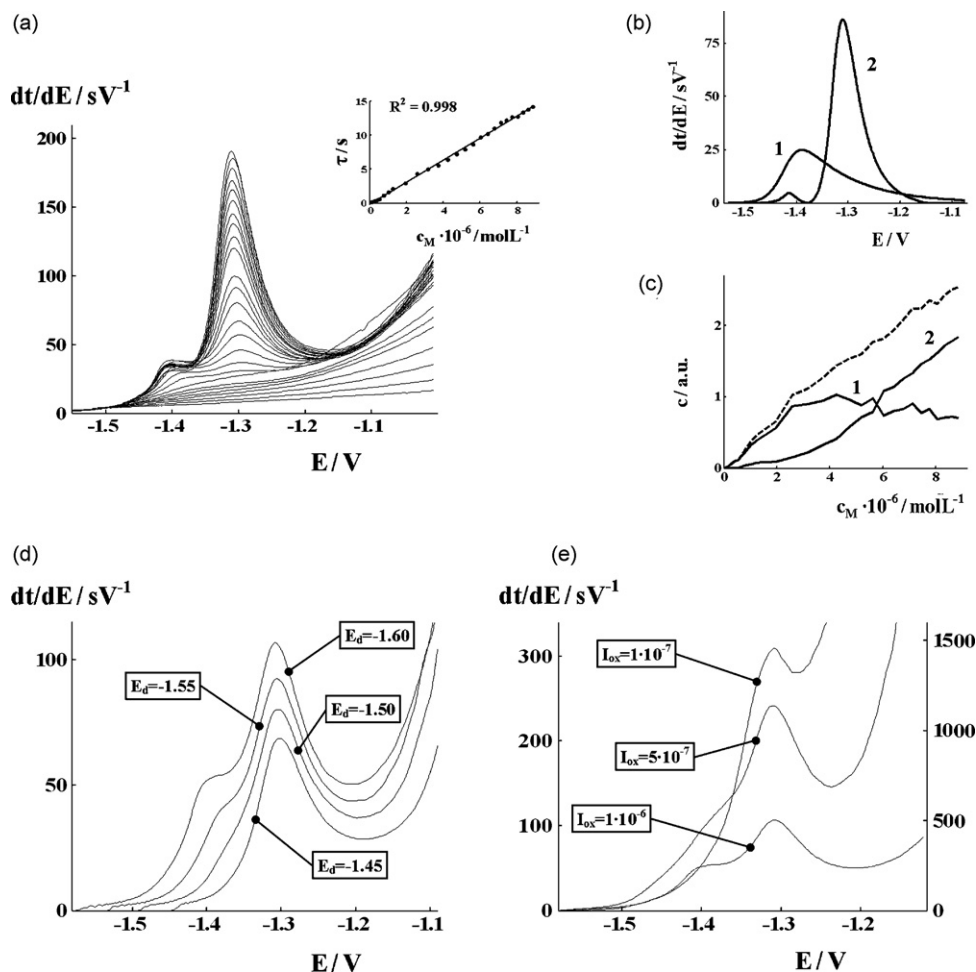 (a)
dt/dE / sV⁻¹
200
150
100
50
0
-1.5 -1.4 -1.3 -1.2 -1.1
E / V
R² = 0.998
τ / s
15
10
5
0
0 2 4 6 8
c_M ·10⁻⁶ / molL⁻¹
(b)
dt/dE / sV⁻¹
75
50
25
0
1
2
-1.5 -1.4 -1.3 -1.2 -1.1
E / V
(c)
c / a.u.
2
1
0
1
2
0 2 4 6 8
c_M ·10⁻⁶ / molL⁻¹
(d)
dt/dE / sV⁻¹
100
50
0
E_d=-1.60
E_d=-1.55
E_d=-1.50
E_d=-1.45
-1.5 -1.4 -1.3 -1.2 -1.1
E / V
(e)
dt/dE / sV⁻¹
300
200
100
0
1500
1000
500
0
I_ox=1·10⁻⁷
I_ox=5·10⁻⁷
I_ox=1·10⁻⁶
-1.5 -1.4 -1.3 -1.2
E / V